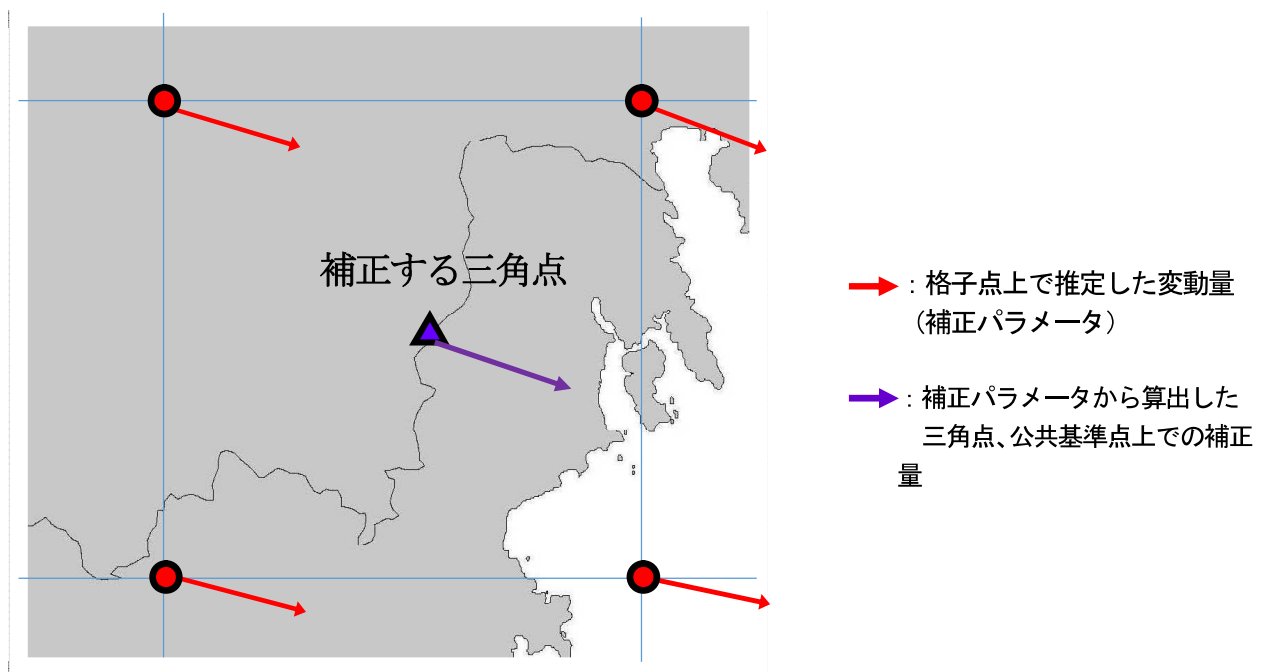 補正する三角点
：格子点上で推定した変動量
（補正パラメータ）
：補正パラメータから算出した
三角点、公共基準点上での補正
量